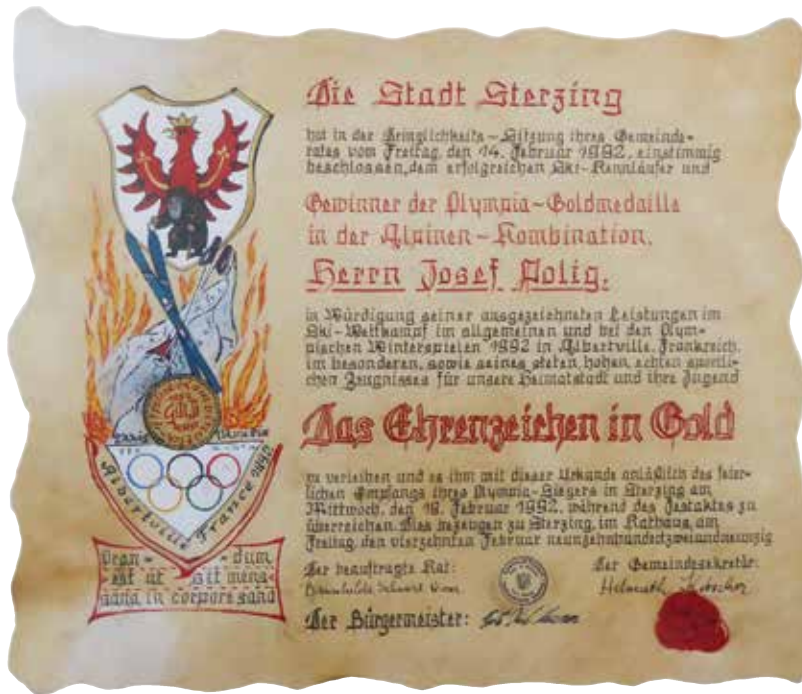 Die Stadt Sterzing
hat in der Dringlichkeits-Sitzung ihres Gemeinde-
rates vom Freitag, den 14. Februar 1992, einstimmig
beschlossen, dem erfolgreichen Ski-Rennläufer und
Gewinner der Olympia-Goldmedaille
in der Alpinen-Kombination,
Herrn Josef Polig,
in Würdigung seiner ausgezeichneten Leistungen im
Ski-Wettkampf im allgemeinen und bei den Olym-
pischen Winterspielen 1992 in Albertville, Frankreich,
im besonderen, sowie seines steten hohen, echten sportli-
chen Zeugnisses für unsere Heimatstadt und ihre Jugend
Das Ehrenzeichen in Gold
zu verleihen und es ihm mit dieser Urkunde anläßlich des feier-
lichen Empfangs ihres Olympia-Siegers in Sterzing am
Mittwoch, den 19. Februar 1992, während des Festaktes zu
überreichen. Dies bezeugen zu Sterzing, im Rathaus, am
Freitag, den vierzehnten Februar neunzehnhundertzweiundneunzig
Der beauftragte Rat:
Der Gemeindesekretär:
Helmuth
Der Bürgermeister:
Albertville France 1992
Oran- - dum
est ut sit mens
sana in corpore sano